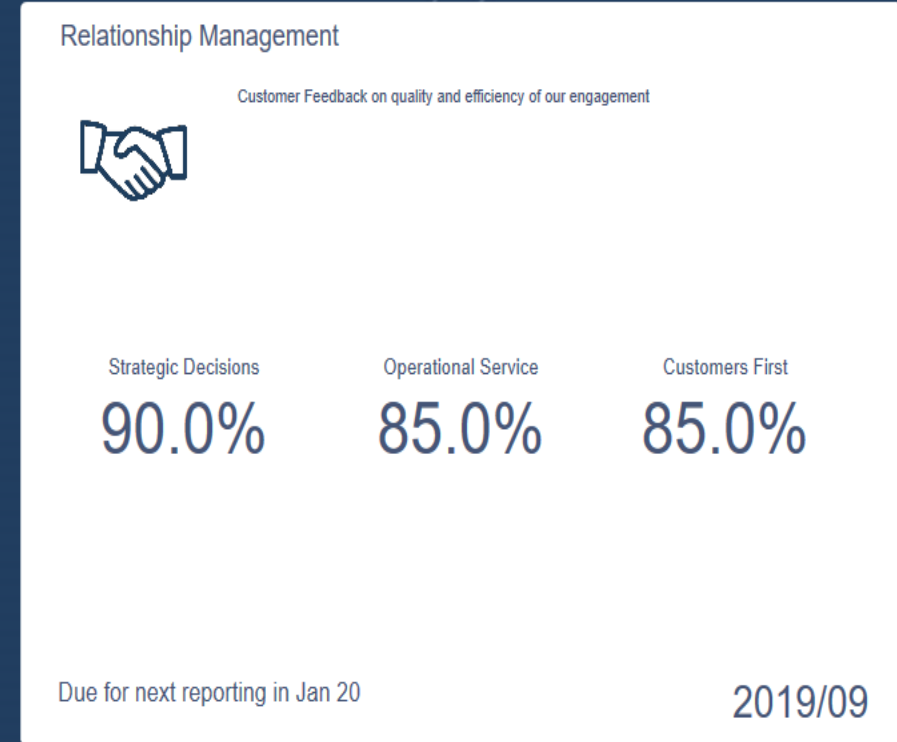 Relationship Management
Customer Feedback on quality and efficiency of our engagement
Strategic Decisions Operational Service Customers First
90.0% 85.0% 85.0%
Due for next reporting in Jan 20
2019/09